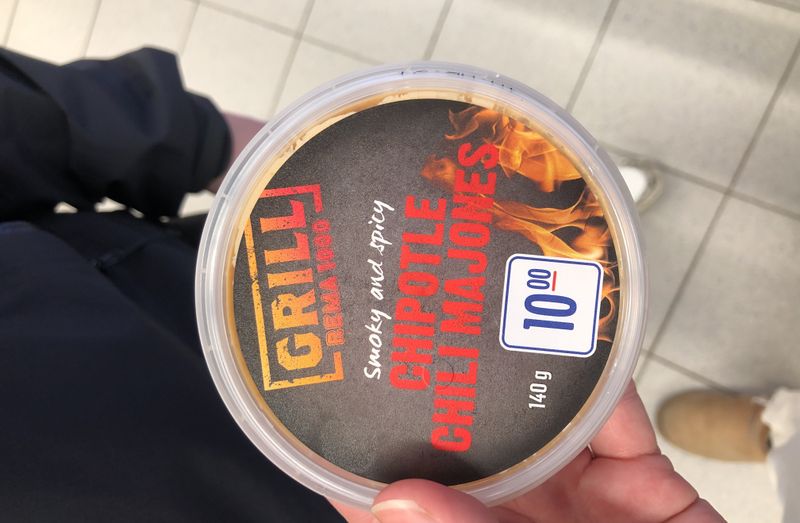 GRILL
REMA 1000
smoky and spicy
CHIPOTLE
CHILI MAJONES
10 00
140 g